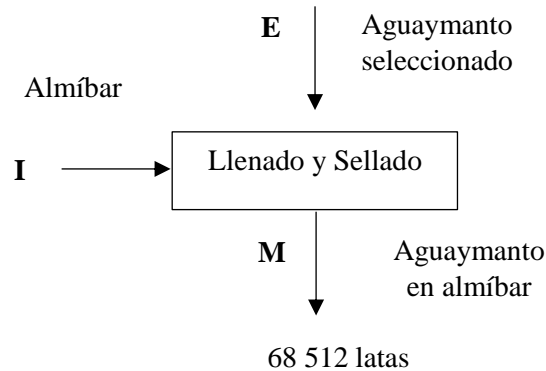 E
Aguaymanto
seleccionado
Almíbar
I
Llenado y Sellado
M
Aguaymanto
en almíbar
68 512 latas